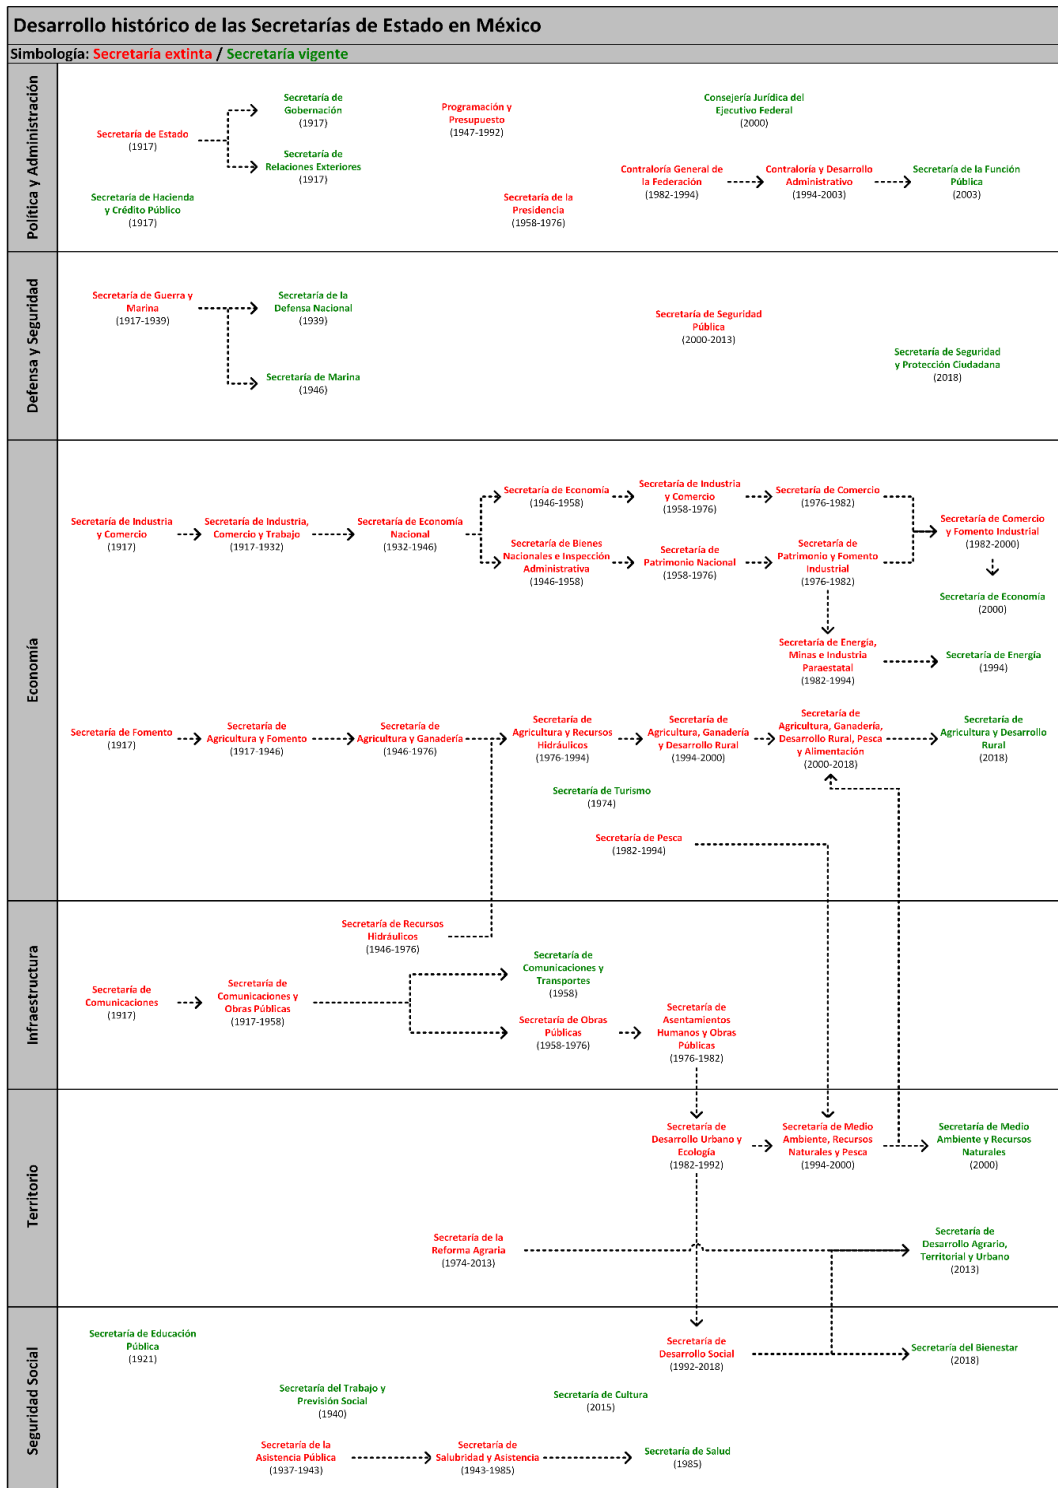 Desarrollo histórico de las Secretarías de Estado en México
Simbología: Secretaría extinta / Secretaría vigente
Política y Administración
Secretaría de Estado
(1917)
Secretaría de
Gobernación
(1917)
Secretaría de
Relaciones Exteriores
(1917)
Secretaría de Hacienda
y Crédito Público
(1917)
Programación y
Presupuesto
(1947-1992)
Secretaría de la
Presidencia
(1958-1976)
Consejería Jurídica del
Ejecutivo Federal
(2000)
Contraloría General de
la Federación
(1982-1994)
Contraloría y Desarrollo
Administrativo
(1994-2003)
Secretaría de la Función
Pública
(2003)
Defensa y Seguridad
Secretaría de Guerra y
Marina
(1917-1939)
Secretaría de la
Defensa Nacional
(1939)
Secretaría de Marina
(1946)
Secretaría de Seguridad
Pública
(2000-2013)
Secretaría de Seguridad
y Protección Ciudadana
(2018)
Economía
Secretaría de Industria
y Comercio
(1917)
Secretaría de Industria,
Comercio y Trabajo
(1917-1932)
Secretaría de Economía
Nacional
(1932-1946)
Secretaría de Economía
(1946-1958)
Secretaría de Industria
y Comercio
(1958-1976)
Secretaría de Comercio
(1976-1982)
Secretaría de Bienes
Nacionales e Inspección
Administrativa
(1946-1958)
Secretaría de
Patrimonio Nacional
(1958-1976)
Secretaría de
Patrimonio y Fomento
Industrial
(1976-1982)
Secretaría de Comercio
y Fomento Industrial
(1982-2000)
Secretaría de Economía
(2000)
Secretaría de Energía,
Minas e Industria
Paraestatal
(1982-1994)
Secretaría de Energía
(1994)
Secretaría de Fomento
(1917)
Secretaría de
Agricultura y Fomento
(1917-1946)
Secretaría de
Agricultura y Ganadería
(1946-1976)
Secretaría de
Agricultura y Recursos
Hidráulicos
(1976-1994)
Secretaría de
Agricultura, Ganadería
y Desarrollo Rural
(1994-2000)
Secretaría de
Agricultura, Ganadería,
Desarrollo Rural, Pesca
y Alimentación
(2000-2018)
Secretaría de
Agricultura y Desarrollo
Rural
(2018)
Secretaría de Turismo
(1974)
Secretaría de Pesca
(1982-1994)
Infraestructura
Secretaría de Recursos
Hidráulicos
(1946-1976)
Secretaría de
Comunicaciones
(1917)
Secretaría de
Comunicaciones y
Obras Públicas
(1917-1958)
Secretaría de
Comunicaciones y
Transportes
(1958)
Secretaría de Obras
Públicas
(1958-1976)
Secretaría de
Asentamientos
Humanos y Obras
Públicas
(1976-1982)
Territorio
Secretaría de
Desarrollo Urbano y
Ecología
(1982-1992)
Secretaría de Medio
Ambiente, Recursos
Naturales y Pesca
(1994-2000)
Secretaría de Medio
Ambiente y Recursos
Naturales
(2000)
Secretaría de la
Reforma Agraria
(1974-2013)
Secretaría de
Desarrollo Agrario,
Territorial y Urbano
(2013)
Seguridad Social
Secretaría de Educación
Pública
(1921)
Secretaría de
Desarrollo Social
(1992-2018)
Secretaría del Bienestar
(2018)
Secretaría del Trabajo y
Previsión Social
(1940)
Secretaría de Cultura
(2015)
Secretaría de la
Asistencia Pública
(1937-1943)
Secretaría de
Salubridad y Asistencia
(1943-1985)
Secretaría de Salud
(1985)